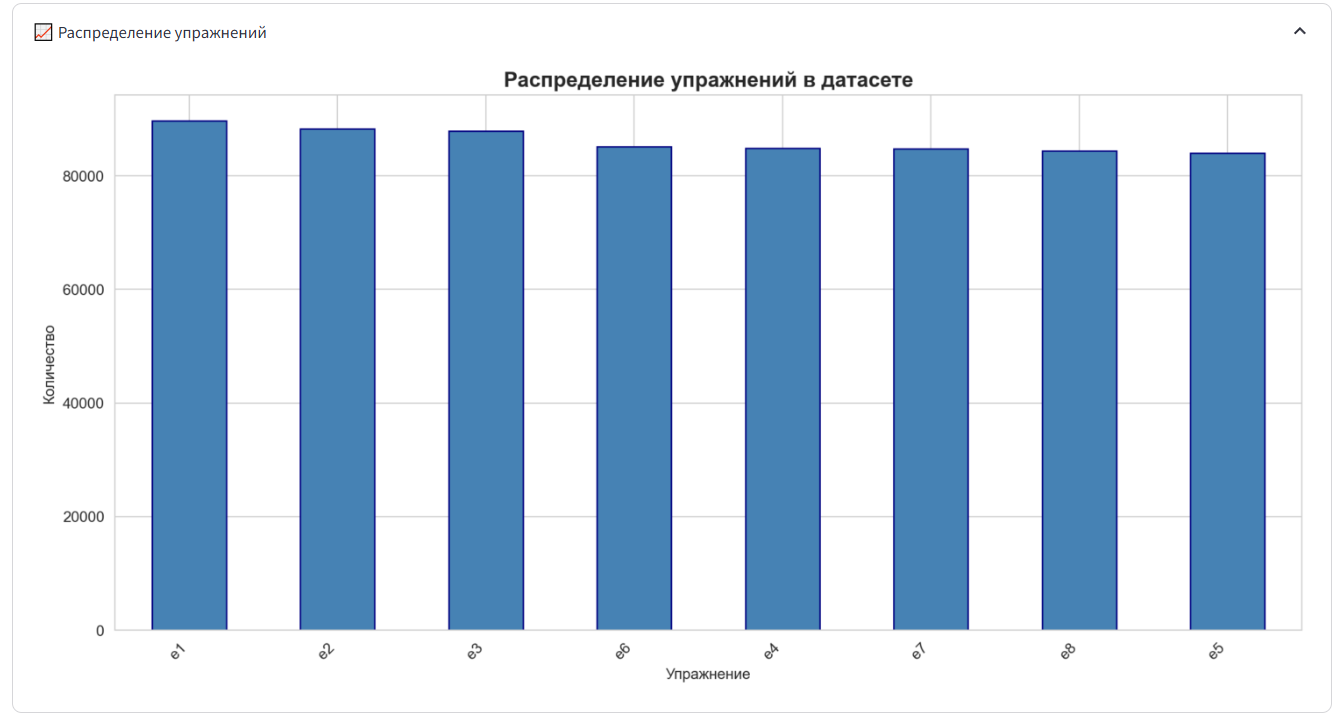 Распределение упражнений
Распределение упражнений в датасете
80000
60000
40000
20000
0
Количество
e1 e2 e3 e6 e4 e7 e8 e5
Упражнение